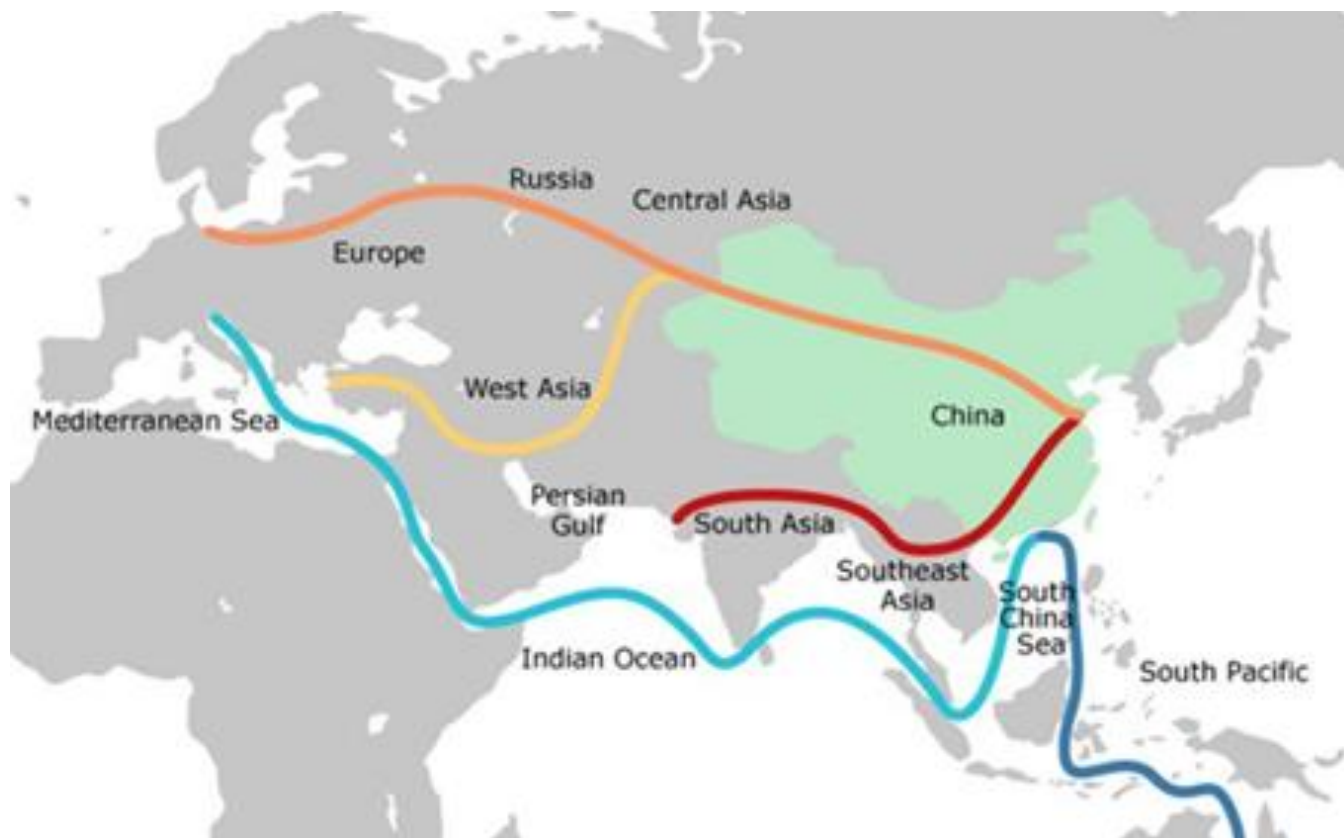 Russia
Central Asia
Europe
West Asia
Mediterranean Sea
China
Persian
Gulf
South Asia
Southeast
Asia
South
China
Sea
Indian Ocean
South Pacific